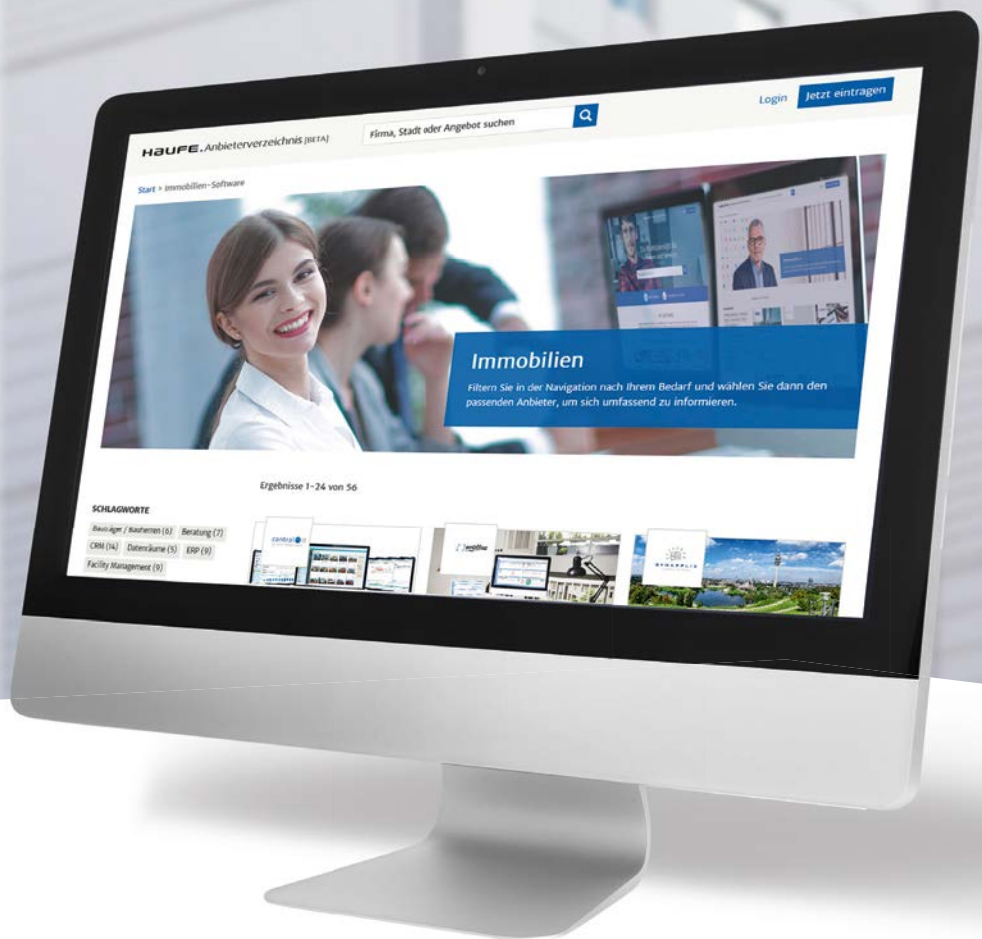 HAUFE.Anbieterverzeichnis [BETA]
Firma, Stadt oder Angebot suchen
Login
Jetzt eintragen
Start > Immobilien-Software
Immobilien
Filtern Sie in der Navigation nach Ihrem Bedarf und wählen Sie dann den
passenden Anbieter, um sich umfassend zu informieren.
Ergebnisse 1-24 von 56
SCHLAGWORTE
Bauträger / Bauherren (6) Beratung (7)
CRM (14) Datenräume (5) ERP (9)
Facility Management (9)